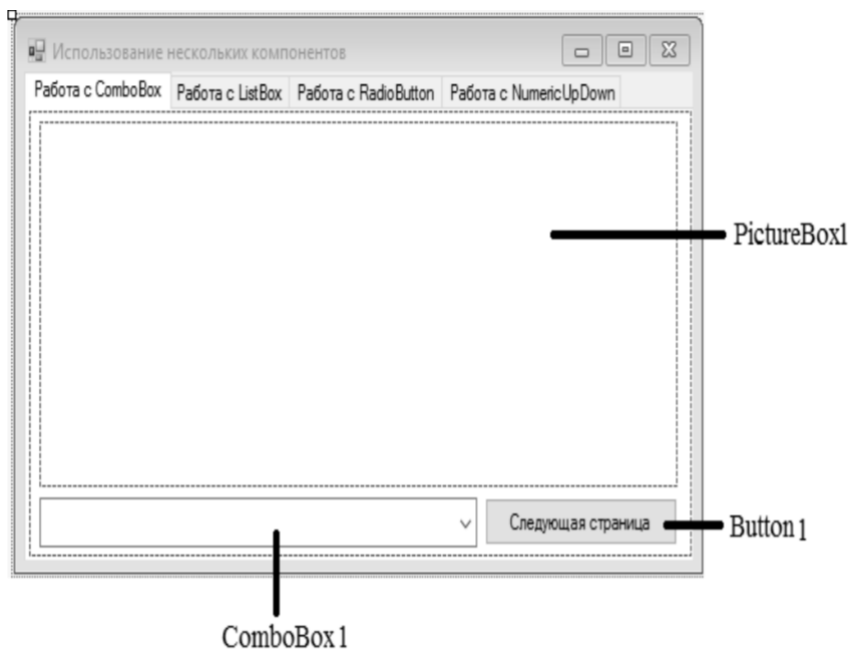 Использование нескольких компонентов
Работа с ComboBox Работа с ListBox Работа с RadioButton Работа с NumericUpDown
PictureBox1
Следующая страница
Button1
ComboBox1